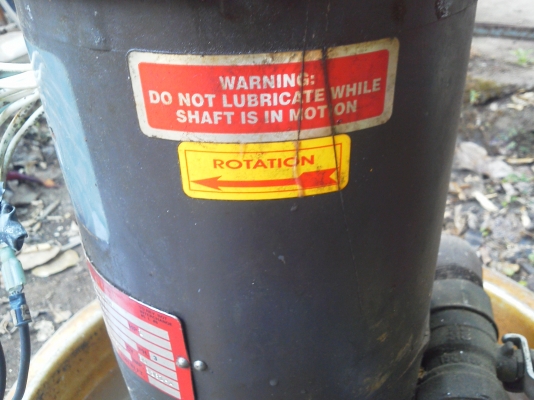 WARNING:
DO NOT LUBRICATE WHILE
SHAFT IS IN MOTION
ROTATION